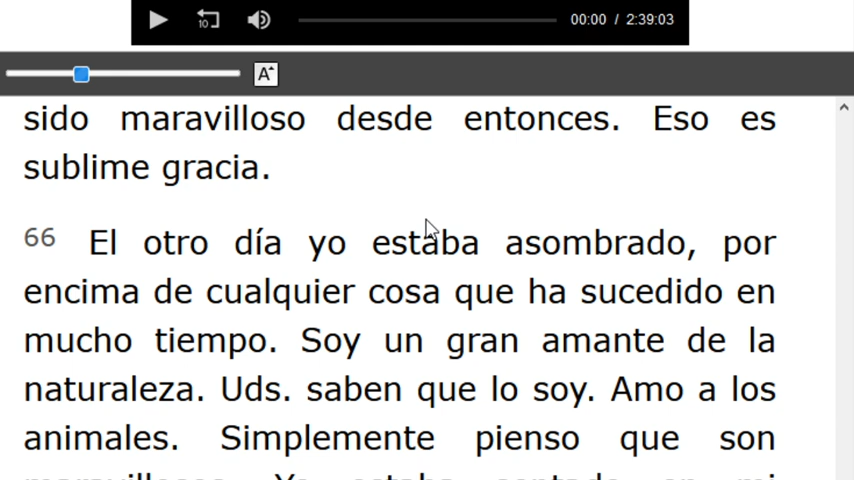 10
00:00 / 2:39:03
A
sido maravilloso desde entonces. Eso es
sublime gracia.
66 El otro día yo estaba asombrado, por
encima de cualquier cosa que ha sucedido en
mucho tiempo. Soy un gran amante de la
naturaleza. Uds. saben que lo soy. Amo a los
animales. Simplemente pienso que son